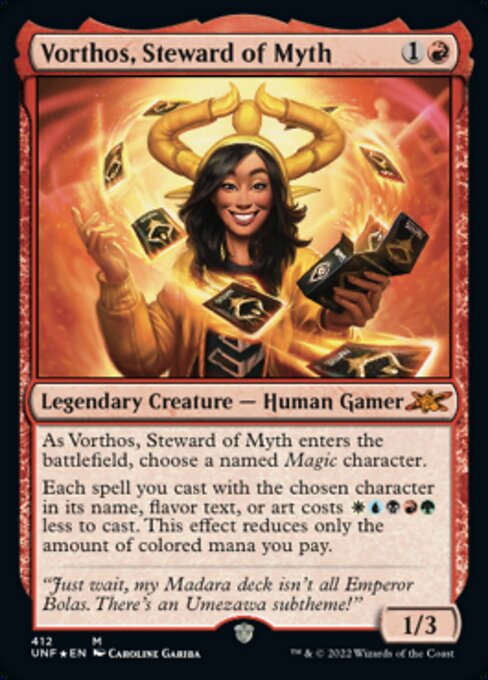 Vorthos, Steward of Myth 1
Legendary Creature — Human Gamer
As Vorthos, Steward of Myth enters the
battlefield, choose a named Magic character.
Each spell you cast with the chosen character
in its name, flavor text, or art costs
less to cast. This effect reduces only the
amount of colored mana you pay.
“Just wait, my Madara deck isn’t all Emperor
Bolas. There’s an Umezawa subtheme!”
1/3
412 M
UNF★EN Caroline Gariba
™ & © 2022 Wizards of the Coast